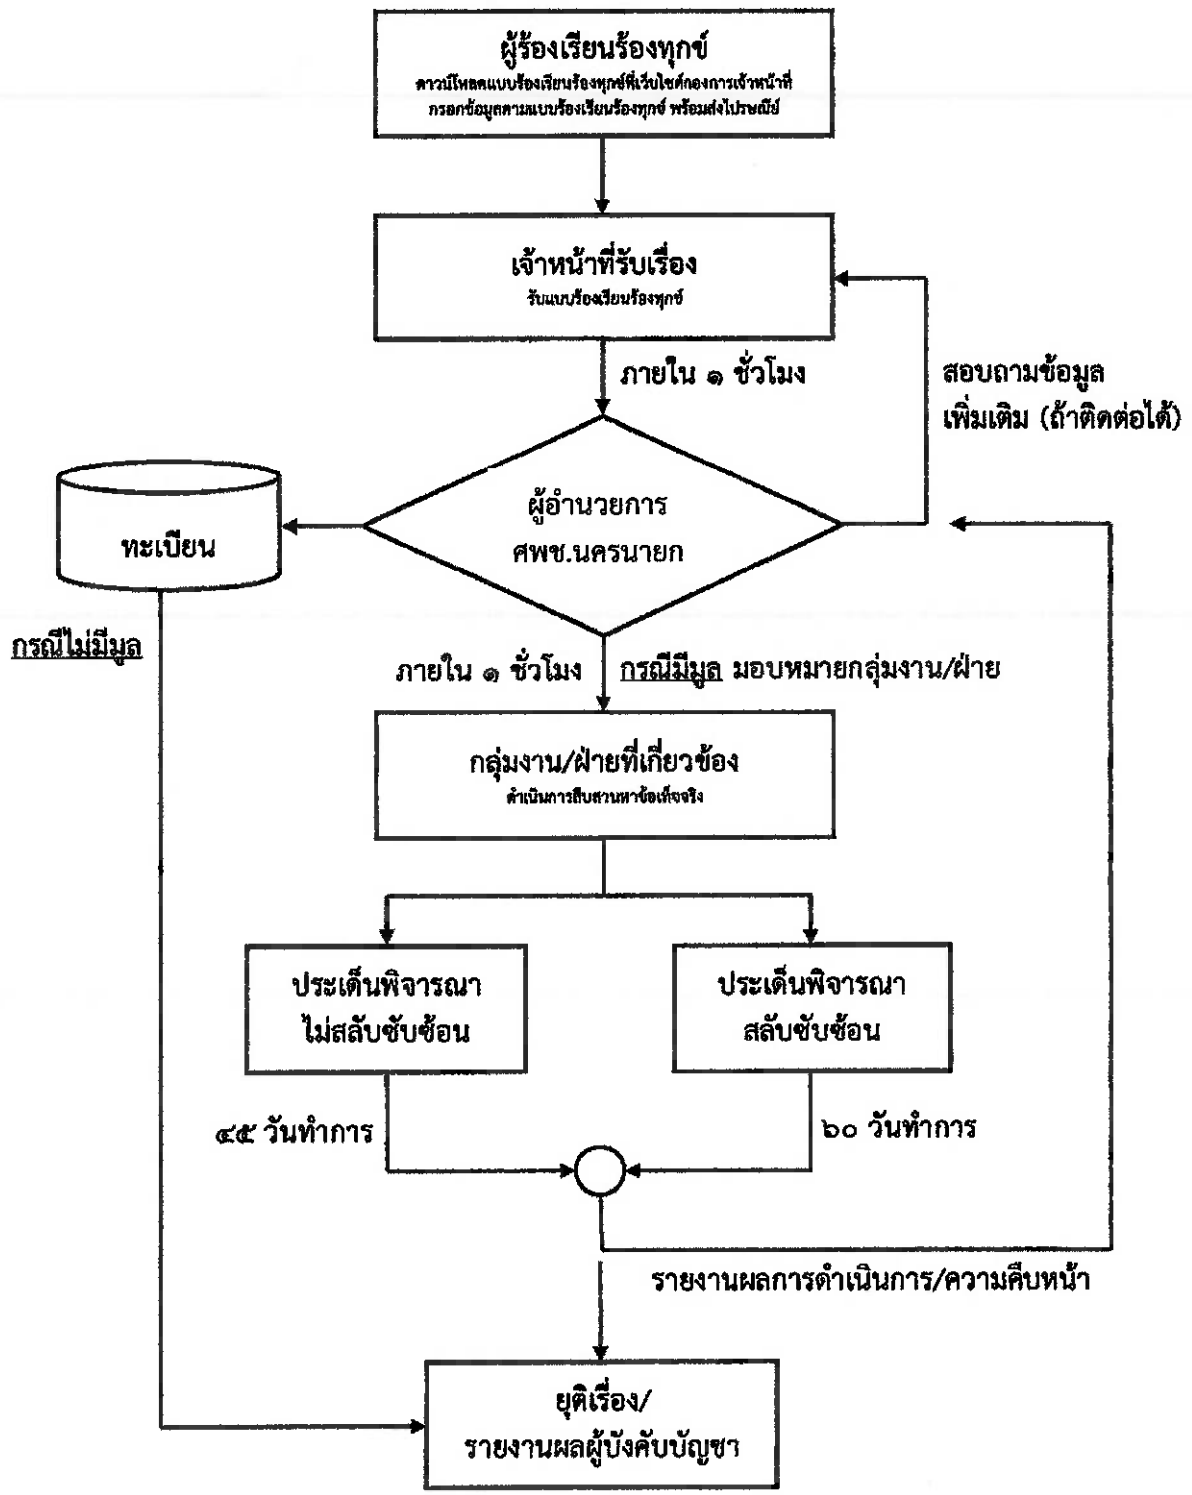 ผู้ร้องเรียนร้องทุกข์
ดาวน์โหลดแบบร้องเรียนร้องทุกข์ที่เว็บไซต์กองการเจ้าหน้าที่
กรอกข้อมูลตามแบบร้องเรียนร้องทุกข์ พร้อมส่งไปรษณีย์
เจ้าหน้าที่รับเรื่อง
รับแบบร้องเรียนร้องทุกข์
ภายใน ๑ ชั่วโมง
สอบถามข้อมูล
เพิ่มเติม (ถ้าติดต่อได้)
ผู้อำนวยการ
ศพช.นครนายก
ทะเบียน
กรณีไม่มีมูล
ภายใน ๑ ชั่วโมง
กรณีมีมูล มอบหมายกลุ่มงาน/ฝ่าย
กลุ่มงาน/ฝ่ายที่เกี่ยวข้อง
ดำเนินการสืบสวนหาข้อเท็จจริง
ประเด็นพิจารณา
ไม่สลับซับซ้อน
ประเด็นพิจารณา
สลับซับซ้อน
๔๕ วันทำการ
๖๐ วันทำการ
รายงานผลการดำเนินการ/ความคืบหน้า
ยุติเรื่อง/
รายงานผลผู้บังคับบัญชา